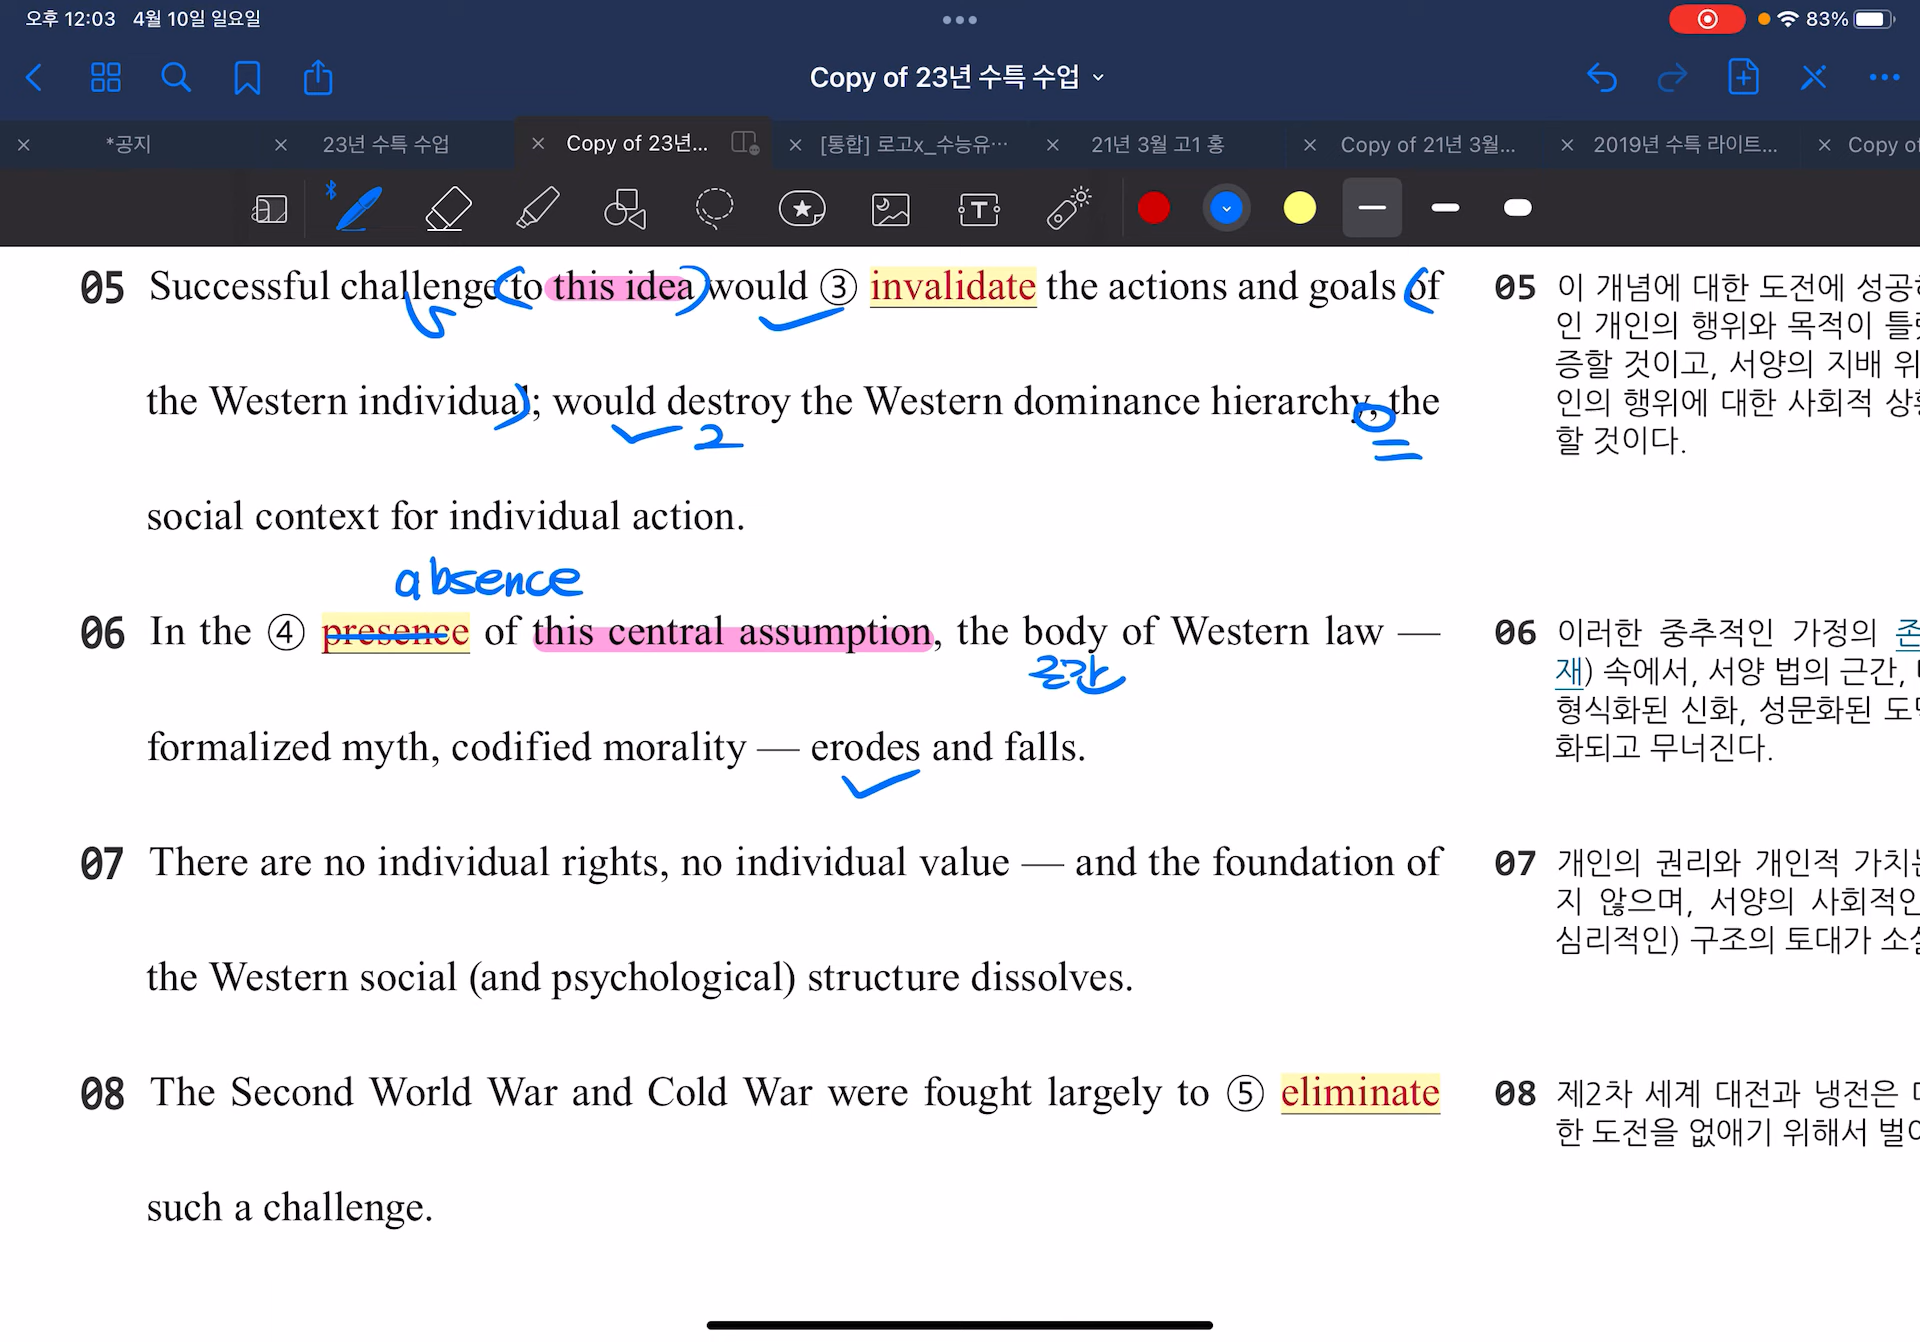 오후 12:03 4월 10일 일요일
83%
Copy of 23년 수특 수업
*공지
23년 수특 수업
Copy of 23년...
[통합] 로고x_수능유...
21년 3월 고1 홍
Copy of 21년 3월...
2019년 수특 라이트...
Copy of
05 Successful challenge to this idea would ③ invalidate the actions and goals of
the Western individual; would destroy the Western dominance hierarchy, the
2
social context for individual action.
absence
06 In the ④ presence of this central assumption, the body of Western law —
근간
formalized myth, codified morality — erodes and falls.
07 There are no individual rights, no individual value — and the foundation of
the Western social (and psychological) structure dissolves.
08 The Second World War and Cold War were fought largely to ⑤ eliminate
such a challenge.
05 이 개념에 대한 도전에 성공하
인 개인의 행위와 목적이 틀렸
증할 것이고, 서양의 지배 위
인의 행위에 대한 사회적 상황
할 것이다.
06 이러한 중추적인 가정의 존
재) 속에서, 서양 법의 근간,
형식화된 신화, 성문화된 도덕
화되고 무너진다.
07 개인의 권리와 개인적 가치는
지 않으며, 서양의 사회적인
심리적인) 구조의 토대가 소실
08 제2차 세계 대전과 냉전은
한 도전을 없애기 위해서